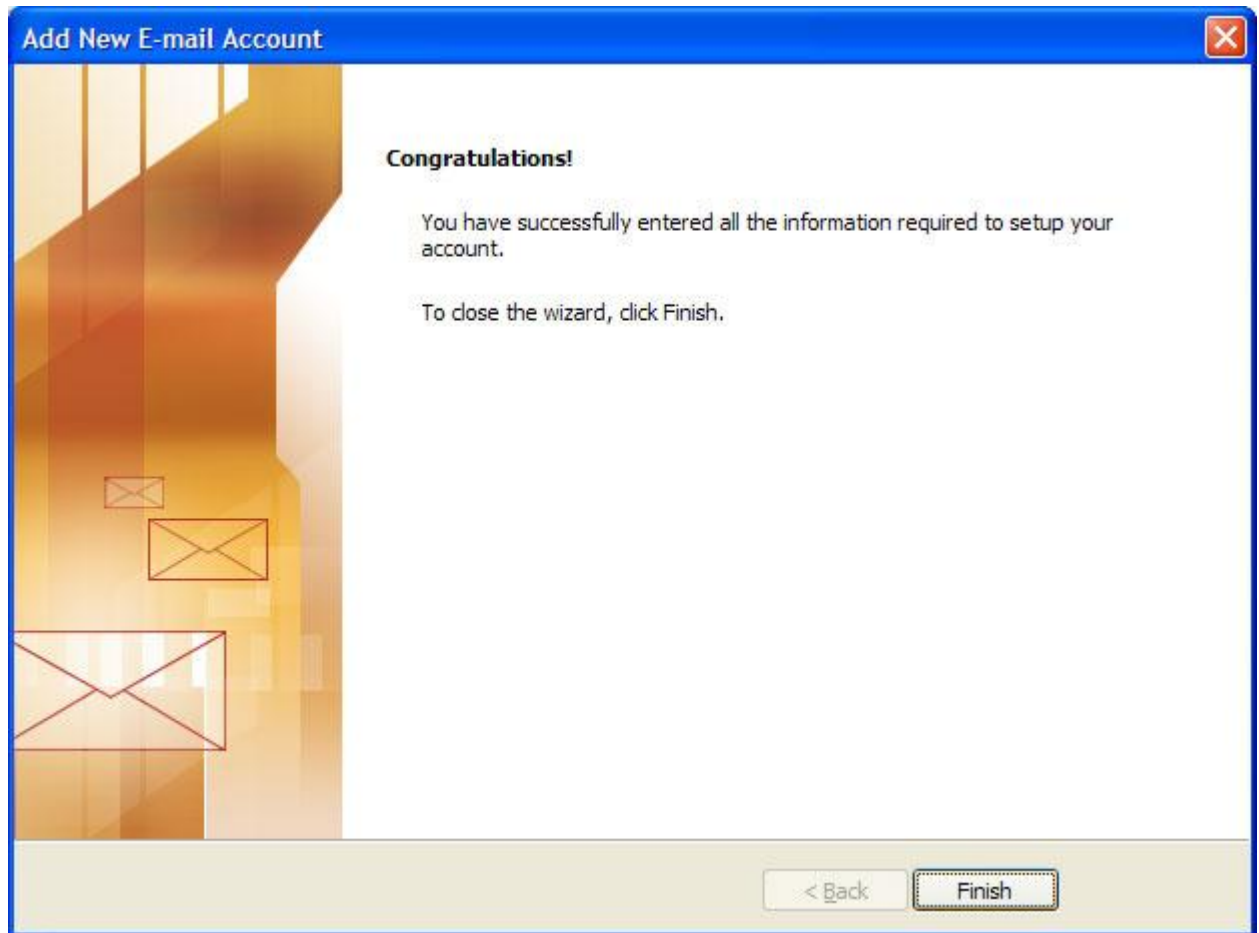 Add New E-mail Account
Congratulations!
You have successfully entered all the information required to setup your
account.
To close the wizard, click Finish.
< Back
Finish